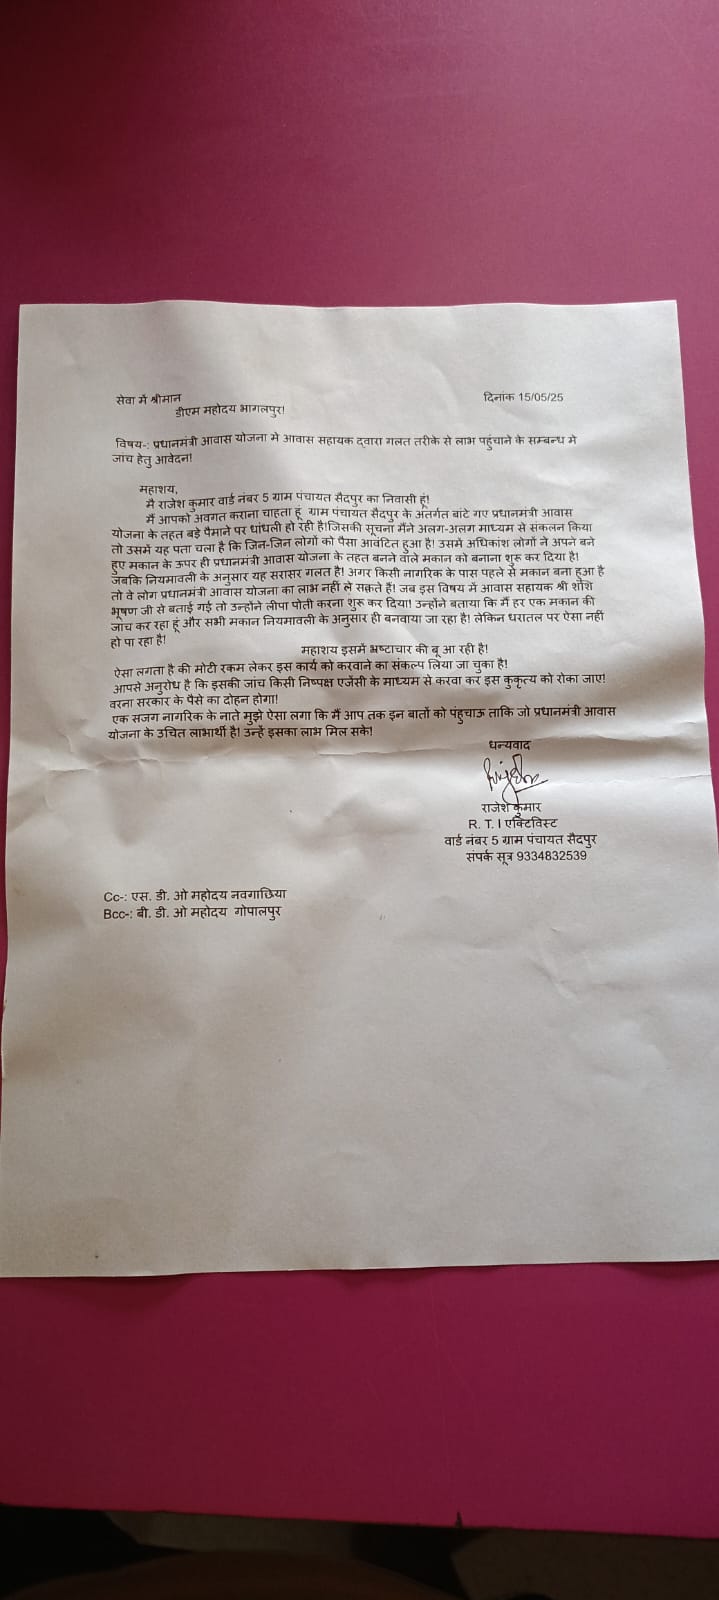 सेवा में श्रीमान
दिनांक 15/05/25
डीएम महोदय भागलपुर!
विषय-: प्रधानमंत्री आवास योजना मे आवास सहायक द्वारा गलत तरीके से लाभ पहुंचाने के सम्बन्ध मे
जांच हेतु आवेदन!
महाशय,
मै राजेश कुमार वार्ड नंबर 5 ग्राम पंचायत सैदपुर का निवासी हूं!
मैं आपको अवगत कराना चाहता हूं ग्राम पंचायत सैदपुर के अंतर्गत बांटे गए प्रधानमंत्री आवास
योजना के तहत बड़े पैमाने पर धांधली हो रही है!जिसकी सूचना मैंने अलग-अलग माध्यम से संकलन किया
तो उसमें यह पता चला है कि जिन-जिन लोगों को पैसा आवंटित हुआ है! उसमें अधिकांश लोगों ने अपने बने
हुए मकान के ऊपर ही प्रधानमंत्री आवास योजना के तहत बनने वाले मकान को बनाना शुरू कर दिया है!
जबकि नियमावली के अनुसार यह सरासर गलत है! अगर किसी नागरिक के पास पहले से मकान बना हुआ है
तो वे लोग प्रधानमंत्री आवास योजना का लाभ नहीं ले सकते हैं! जब इस विषय में आवास सहायक श्री शशि
भूषण जी से बताई गई तो उन्होंने लीपा पोती करना शुरू कर दिया! उन्होंने बताया कि मैं हर एक मकान की
जांच कर रहा हूं और सभी मकान नियमावली के अनुसार ही बनवाया जा रहा है! लेकिन धरातल पर ऐसा नहीं
हो पा रहा है!
महाशय इसमें भ्रष्टाचार की बू आ रही है!
ऐसा लगता है की मोटी रकम लेकर इस कार्य को करवाने का संकल्प लिया जा चुका है!
आपसे अनुरोध है कि इसकी जांच किसी निष्पक्ष एजेंसी के माध्यम से करवा कर इस कुकृत्य को रोका जाए!
वरना सरकार के पैसे का दोहन होगा!
एक सजग नागरिक के नाते मुझे ऐसा लगा कि मैं आप तक इन बातों को पंहुचाऊ ताकि जो प्रधानमंत्री आवास
योजना के उचित लाभार्थी है! उन्हें इसका लाभ मिल सके!
धन्यवाद
राजेश कुमार
R. T. I एक्टिविस्ट
वार्ड नंबर 5 ग्राम पंचायत सैदपुर
संपर्क सूत्र 9334832539
Cc-: एस. डी. ओ महोदय नवगाछिया
Bcc-: बी. डी. ओ महोदय गोपालपुर